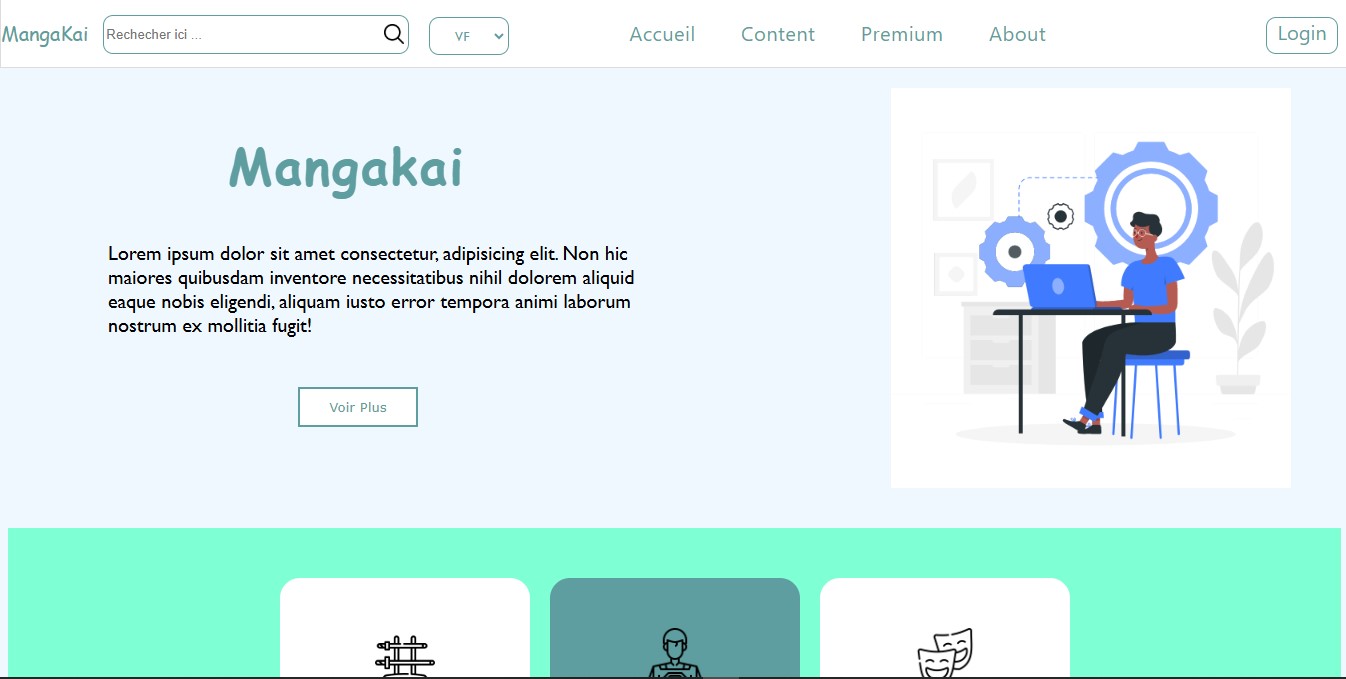 MangaKai
Rechecher ici ...
VF
Accueil
Content
Premium
About
Login
Mangakai
Lorem ipsum dolor sit amet consectetur, adipisicing elit. Non hic
maiores quibusdam inventore necessitatibus nihil dolorem aliquid
eaque nobis eligendi, aliquam iusto error tempora animi laborum
nostrum ex mollitia fugit!
Voir Plus